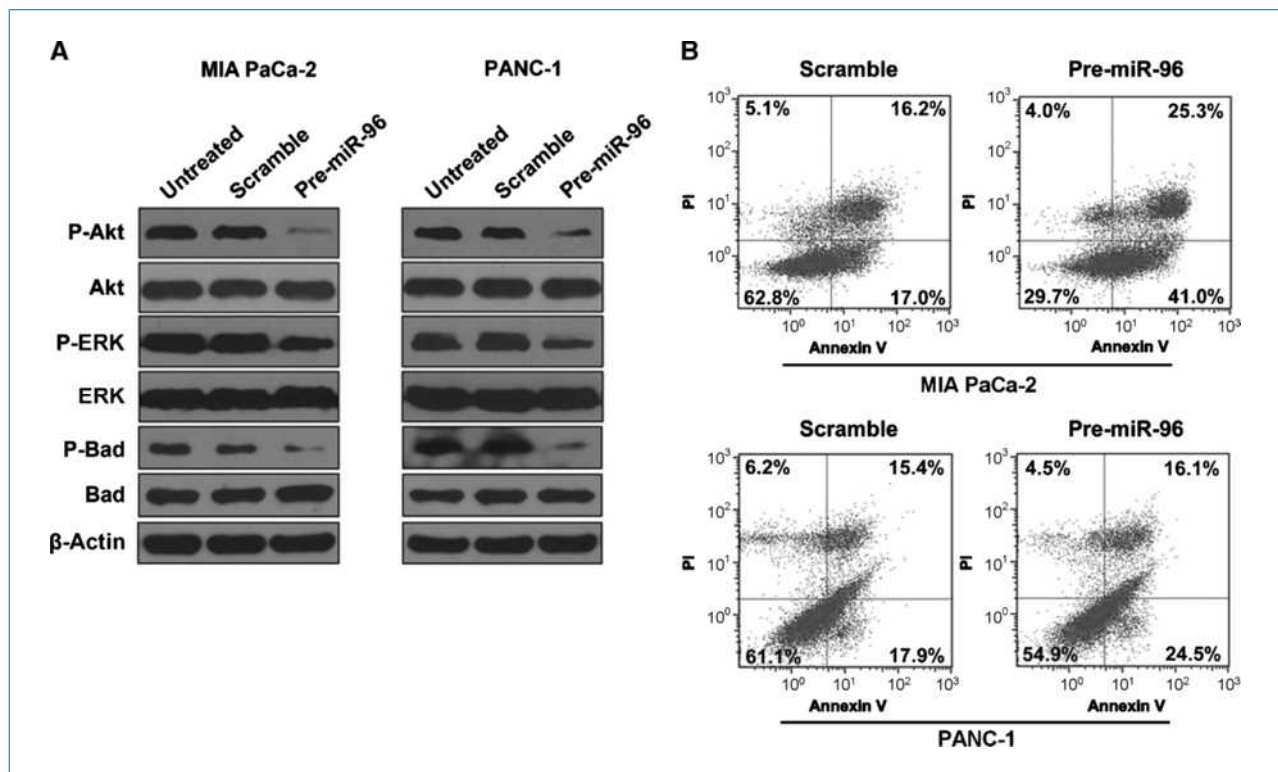 A
MIA PaCa-2
PANC-1
Untreated
Scramble
Pre-miR-96
Untreated
Scramble
Pre-miR-96
P-Akt
Akt
P-ERK
ERK
P-Bad
Bad
β-Actin
B
Scramble
Pre-miR-96
10³
10²
10¹
10⁰
PI
5.1%
16.2%
62.8%
17.0%
10⁰ 10¹ 10² 10³
Annexin V
10³
10²
10¹
10⁰
PI
4.0%
25.3%
29.7%
41.0%
10⁰ 10¹ 10² 10³
Annexin V
MIA PaCa-2
Scramble
Pre-miR-96
10³
10²
10¹
10⁰
PI
6.2%
15.4%
61.1%
17.9%
10⁰ 10¹ 10² 10³
Annexin V
10³
10²
10¹
10⁰
PI
4.5%
16.1%
54.9%
24.5%
10⁰ 10¹ 10² 10³
Annexin V
PANC-1